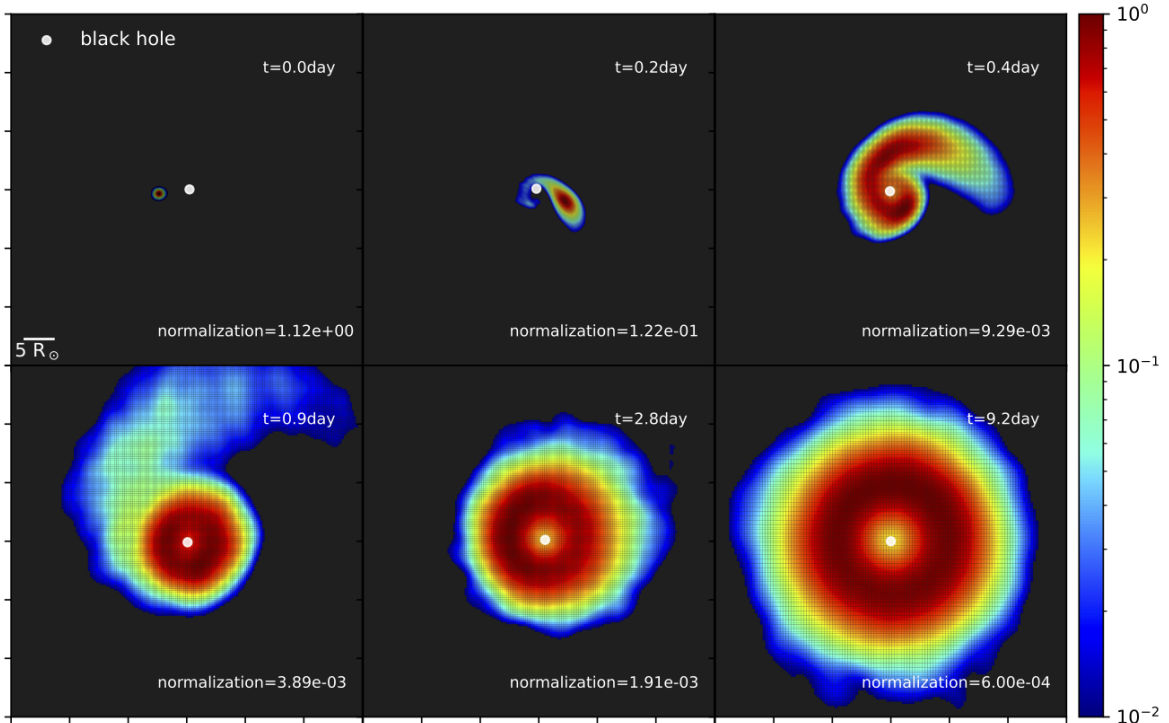 black hole
t=0.0day
t=0.2day
t=0.4day
normalization=1.12e+00
normalization=1.22e-01
normalization=9.29e-03
5 R☉
t=0.9day
t=2.8day
t=9.2day
normalization=3.89e-03
normalization=1.91e-03
normalization=6.00e-04
10⁰
10⁻¹
10⁻²